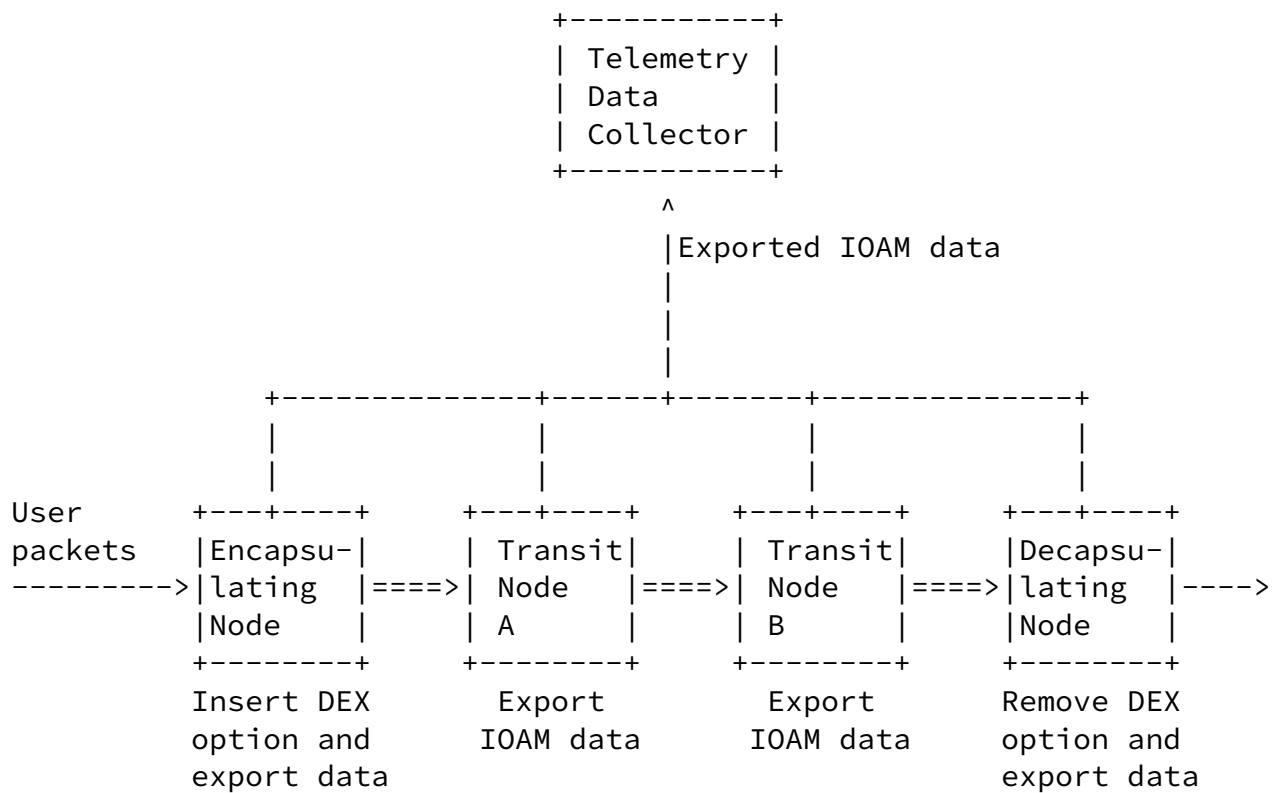 Telemetry
Data
Collector
Exported IOAM data
User
packets
Encapsu-
lating
Node
Transit
Node
A
Transit
Node
B
Decapsu-
lating
Node
Insert DEX
option and
export data
Export
IOAM data
Export
IOAM data
Remove DEX
option and
export data